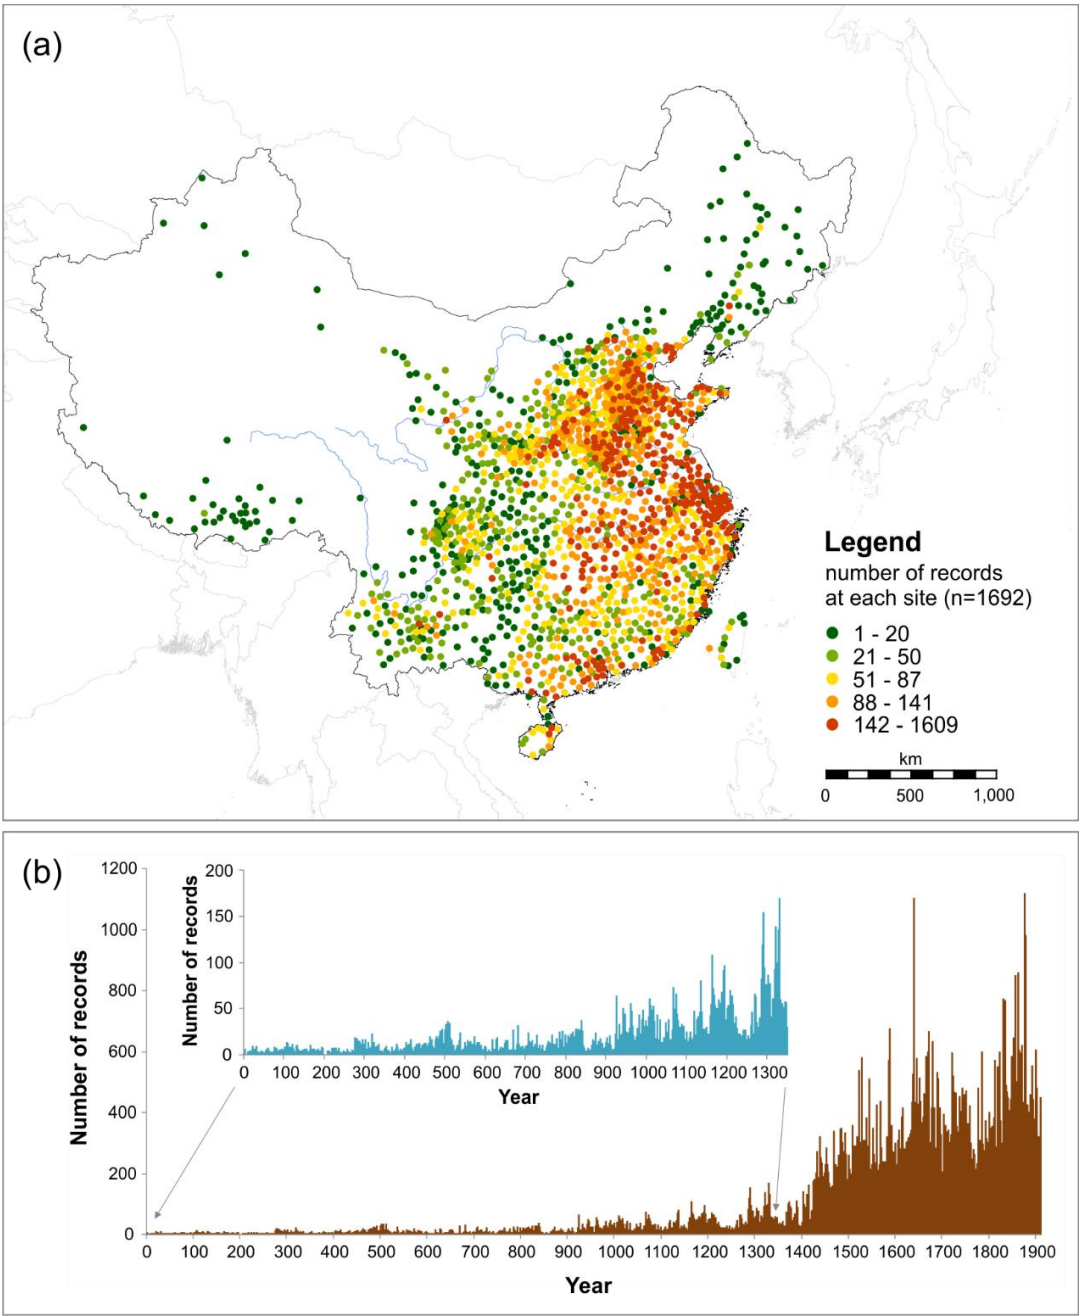 (a)
Legend
number of records
at each site (n=1692)
1 - 20
21 - 50
51 - 87
88 - 141
142 - 1609
km
0 500 1,000
(b)
Number of records
1200
1000
800
600
400
200
0
0 100 200 300 400 500 600 700 800 900 1000 1100 1200 1300 1400 1500 1600 1700 1800 1900
Year
Number of records
200
150
100
50
0
0 100 200 300 400 500 600 700 800 900 1000 1100 1200 1300
Year